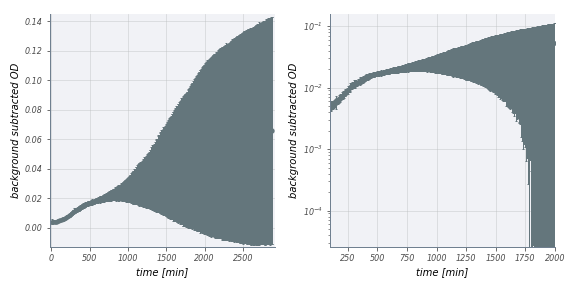 0.14
0.12
0.10
0.08
0.06
0.04
0.02
0.00
background subtracted OD
0 500 1000 1500 2000 2500
time [min]
10⁻¹
10⁻²
10⁻³
10⁻⁴
background subtracted OD
250 500 750 1000 1250 1500 1750 2000
time [min]